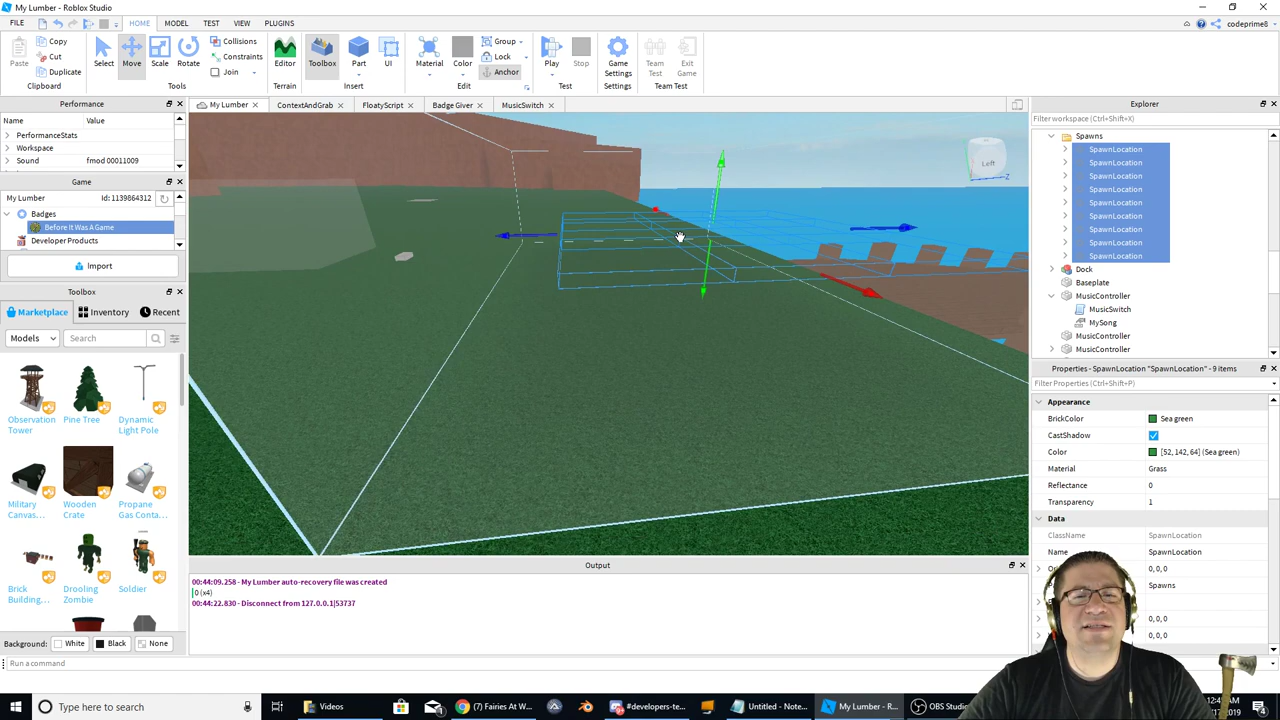 My Lumber - Roblox Studio
FILE HOME MODEL TEST VIEW PLUGINS codeprime8
Paste Copy Cut Duplicate Clipboard
Select Move Scale Rotate Tools
Collisions Constraints Join
Editor Terrain
Toolbox Part UI Insert
Material Color Group Lock Anchor Edit
Play Stop Test
Game Settings Settings
Team Test Exit Game Team Test
Performance
Name Value
PerformanceStats
Workspace
Sound fmod 00011009
Game
My Lumber Id: 1139864312
Badges
Before It Was A Game
Developer Products
Import
Toolbox
Marketplace Inventory Recent
Models Search
Observation Tower
Pine Tree
Dynamic Light Pole
Military Canvas...
Wooden Crate
Propane Gas Conta...
Brick Building...
Drooling Zombie
Soldier
Background: White Black None
Run a command
My Lumber ContextAndGrab FloatyScript Badge Giver MusicSwitch
Left
Z
Output
00:44:09.258 - My Lumber auto-recovery file was created
0 (x4)
00:44:22.830 - Disconnect from 127.0.0.1|53737
Explorer
Filter workspace (Ctrl+Shift+X)
Spawns
SpawnLocation
SpawnLocation
SpawnLocation
SpawnLocation
SpawnLocation
SpawnLocation
SpawnLocation
SpawnLocation
SpawnLocation
Dock
Baseplate
MusicController
MusicSwitch
MySong
MusicController
MusicController
Properties - SpawnLocation "SpawnLocation" - 9 items
Filter Properties (Ctrl+Shift+P)
Appearance
BrickColor Sea green
CastShadow
Color [52, 142, 64] (Sea green)
Material Grass
Reflectance 0
Transparency 1
Data
ClassName SpawnLocation
Name SpawnLocation
0, 0, 0
Spawns
0, 0, 0
0, 0, 0
Type here to search
Videos
(7) Fairies At W...
#developers-te...
Untitled - Note...
My Lumber - R...
OBS Studio